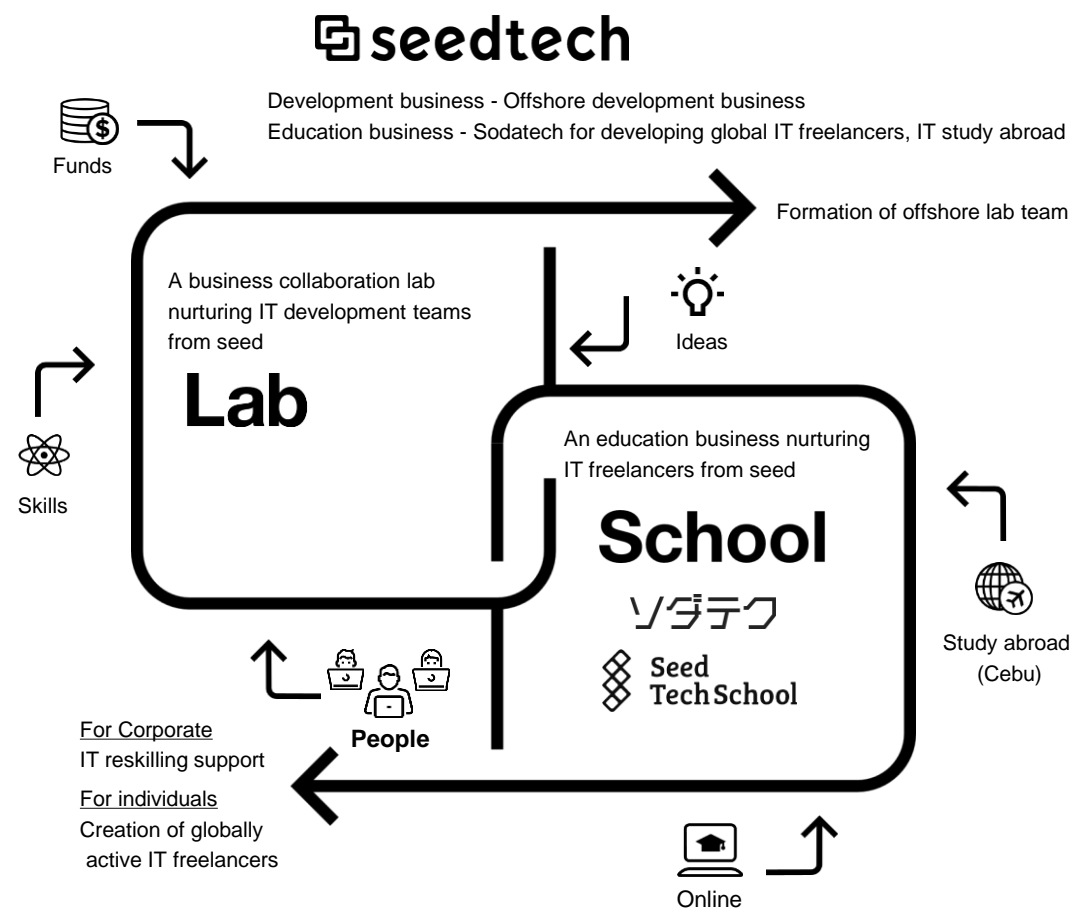 seedtech
Development business - Offshore development business
Education business - Sodatech for developing global IT freelancers, IT study abroad
$
Funds
Formation of offshore lab team
A business collaboration lab
nurturing IT development teams
from seed
Lab
Ideas
Skills
An education business nurturing
IT freelancers from seed
School
ソダテク
Seed
Tech School
Study abroad
(Cebu)
People
For Corporate
IT reskilling support
For individuals
Creation of globally
active IT freelancers
Online